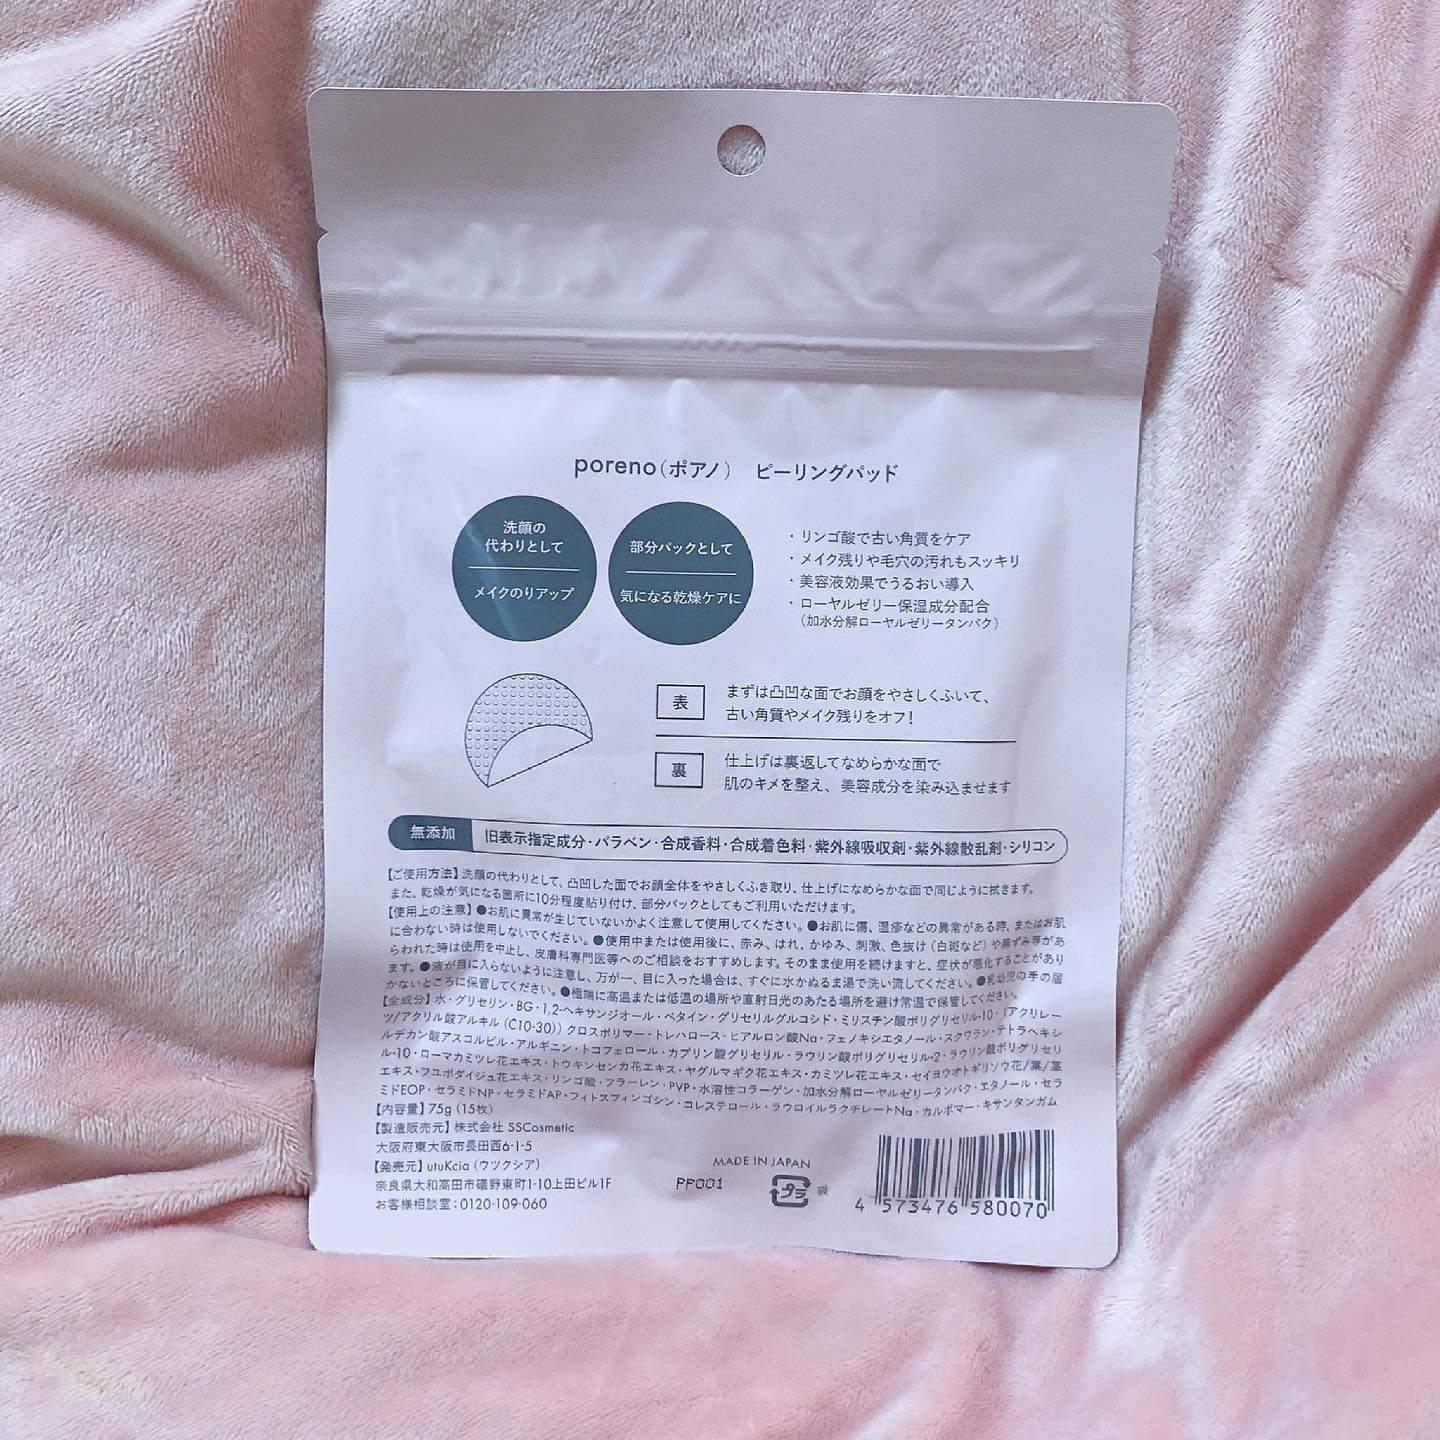 poreno（ポアノ） ピーリングパッド
洗顔の
代わりとして
メイクのりアップ
部分パックとして
気になる乾燥ケアに
・リンゴ酸で古い角質をケア
・メイク残りや毛穴の汚れもスッキリ
・美容液効果でうるおい導入
・ローヤルゼリー保湿成分配合
（加水分解ローヤルゼリータンパク）
表 まずは凸凹な面でお顔をやさしくふいて、
古い角質やメイク残りをオフ！
裏 仕上げは裏返してなめらかな面で
肌のキメを整え、美容成分を染み込ませます
無添加 旧表示指定成分・パラベン・合成香料・合成着色料・紫外線吸収剤・紫外線散乱剤・シリコン
【ご使用方法】洗顔の代わりとして、凸凹した面でお顔全体をやさしくふき取り、仕上げになめらかな面で同じように拭きます。
また、乾燥が気になる箇所に10分程度貼り付け、部分パックとしてもご利用いただけます。
【使用上の注意】●お肌に異常が生じていないかよく注意して使用してください。●お肌に傷、湿疹などの異常がある時、またはお肌
に合わない時は使用しないでください。●使用中または使用後に、赤み、はれ、かゆみ、刺激、色抜け（白斑など）や黒ずみ等があ
らわれた時は使用を中止し、皮膚科専門医等へのご相談をおすすめします。そのまま使用を続けますと、症状が悪化することがあり
ます。●液が目に入らないように注意し、万が一、目に入った場合は、すぐに水かぬるま湯で洗い流してください。●乳幼児の手の届
かないところに保管してください。●極端に高温または低温の場所や直射日光のあたる場所を避け常温で保管してください。
【全成分】水・グリセリン・BG・1,2-ヘキサンジオール・ベタイン・グリセリルグルコシド・ミリスチン酸ポリグリセリル-10・（アクリレー
ツ/アクリル酸アルキル（C10-30））クロスポリマー・トレハロース・ヒアルロン酸Na・フェノキシエタノール・スクワラン・テトラヘキシ
ルデカン酸アスコルビル・アルギニン・トコフェロール・カプリン酸グリセリル・ラウリン酸ポリグリセリル-2・ラウリン酸ポリグリセリ
ル-10・ローマカミツレ花エキス・トウキンセンカ花エキス・ヤグルマギク花エキス・カミツレ花エキス・セイヨウオトギリソウ花/葉/茎
エキス・フユボダイジュ花エキス・リンゴ酸・フラーレン・PVP・水溶性コラーゲン・加水分解ローヤルゼリータンパク・エタノール・セラ
ミドEOP・セラミドNP・セラミドAP・フィトスフィンゴシン・コレステロール・ラウロイルラクチレートNa・カルボマー・キサンタンガム
【内容量】75g（15枚）
【製造販売元】株式会社 SSCosmetic
大阪府東大阪市長田西6-1-5
【発売元】utuKcia（ウツクシア）
奈良県大和高田市礒野東町1-10上田ビル1F
お客様相談室：0120-109-060
MADE IN JAPAN
PP001
プラ 袋
4 573476 580070